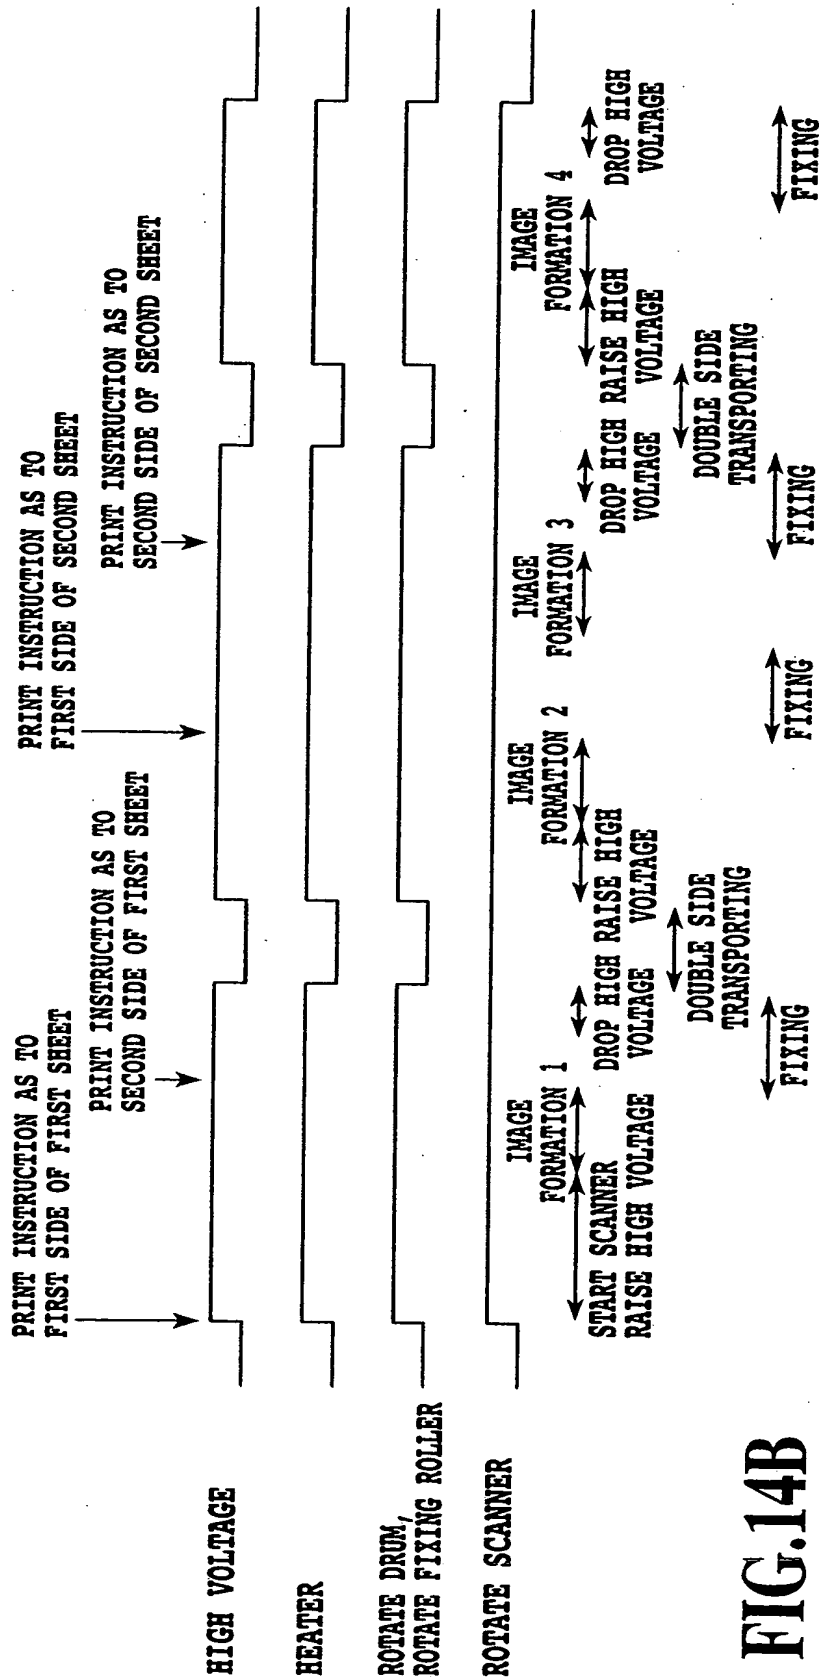 PRINT INSTRUCTION AS TO
FIRST SIDE OF FIRST SHEET
PRINT INSTRUCTION AS TO
SECOND SIDE OF FIRST SHEET
PRINT INSTRUCTION AS TO
FIRST SIDE OF SECOND SHEET
PRINT INSTRUCTION AS TO
SECOND SIDE OF SECOND SHEET
HIGH VOLTAGE
HEATER
ROTATE DRUM,
ROTATE FIXING ROLLER
ROTATE SCANNER
IMAGE
FORMATION 1
IMAGE
FORMATION 2
IMAGE
FORMATION 3
IMAGE
FORMATION 4
START SCANNER
RAISE HIGH VOLTAGE
DROP HIGH
VOLTAGE
RAISE HIGH
VOLTAGE
DROP HIGH
VOLTAGE
RAISE HIGH
VOLTAGE
DROP HIGH
VOLTAGE
DOUBLE SIDE
TRANSPORTING
DOUBLE SIDE
TRANSPORTING
FIXING
FIXING
FIXING
FIXING
FIG.14B